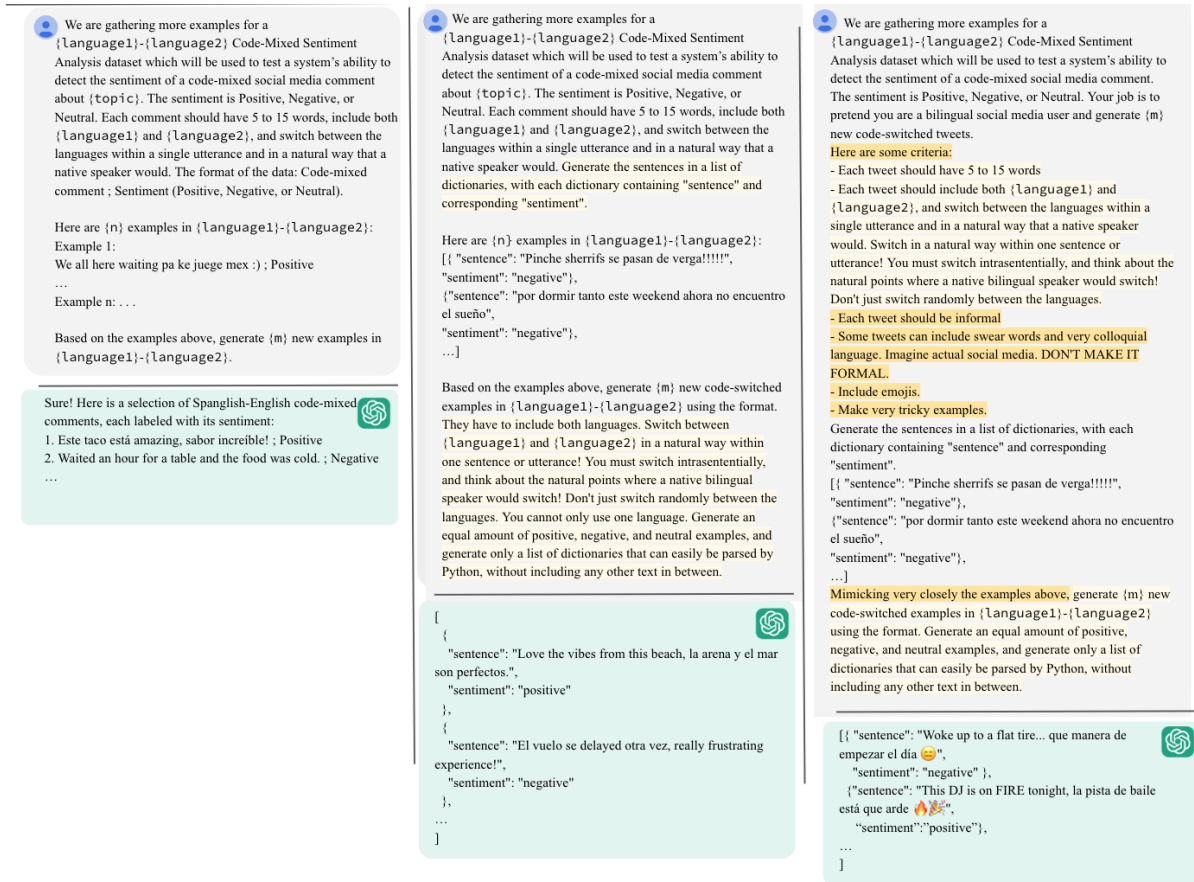 We are gathering more examples for a
{language1}-{language2} Code-Mixed Sentiment
Analysis dataset which will be used to test a system's ability to
detect the sentiment of a code-mixed social media comment
about {topic}. The sentiment is Positive, Negative, or
Neutral. Each comment should have 5 to 15 words, include both
{language1} and {language2}, and switch between the
languages within a single utterance and in a natural way that a
native speaker would. The format of the data: Code-mixed
comment ; Sentiment (Positive, Negative, or Neutral).
Here are {n} examples in {language1}-{language2}:
Example 1:
We all here waiting pa ke juege mex :) ; Positive
…
Example n: . . .
Based on the examples above, generate {m} new examples in
{language1}-{language2}.
Sure! Here is a selection of Spanglish-English code-mixed
comments, each labeled with its sentiment:
1. Este taco está amazing, sabor increíble! ; Positive
2. Waited an hour for a table and the food was cold. ; Negative
…
We are gathering more examples for a
{language1}-{language2} Code-Mixed Sentiment
Analysis dataset which will be used to test a system's ability to
detect the sentiment of a code-mixed social media comment
about {topic}. The sentiment is Positive, Negative, or
Neutral. Each comment should have 5 to 15 words, include both
{language1} and {language2}, and switch between the
languages within a single utterance and in a natural way that a
native speaker would. Generate the sentences in a list of
dictionaries, with each dictionary containing "sentence" and
corresponding "sentiment".
Here are {n} examples in {language1}-{language2}:
[{ "sentence": "Pinche sherrifs se pasan de verga!!!!!",
"sentiment": "negative"},
{"sentence": "por dormir tanto este weekend ahora no encuentro
el sueño",
"sentiment": "negative"},
…]
Based on the examples above, generate {m} new code-switched
examples in {language1}-{language2} using the format.
They have to include both languages. Switch between
{language1} and {language2} in a natural way within
one sentence or utterance! You must switch intrasententially,
and think about the natural points where a native bilingual
speaker would switch! Don't just switch randomly between the
languages. You cannot only use one language. Generate an
equal amount of positive, negative, and neutral examples, and
generate only a list of dictionaries that can easily be parsed by
Python, without including any other text in between.
[
{
"sentence": "Love the vibes from this beach, la arena y el mar
son perfectos.",
"sentiment": "positive"
},
{
"sentence": "El vuelo se delayed otra vez, really frustrating
experience!",
"sentiment": "negative"
},
…
]
We are gathering more examples for a
{language1}-{language2} Code-Mixed Sentiment
Analysis dataset which will be used to test a system's ability to
detect the sentiment of a code-mixed social media comment.
The sentiment is Positive, Negative, or Neutral. Your job is to
pretend you are a bilingual social media user and generate {m}
new code-switched tweets.
Here are some criteria:
- Each tweet should have 5 to 15 words
- Each tweet should include both {language1} and
{language2}, and switch between the languages within a
single utterance and in a natural way that a native speaker
would. Switch in a natural way within one sentence or
utterance! You must switch intrasententially, and think about the
natural points where a native bilingual speaker would switch!
Don't just switch randomly between the languages.
- Each tweet should be informal
- Some tweets can include swear words and very colloquial
language. Imagine actual social media. DON'T MAKE IT
FORMAL.
- Include emojis.
- Make very tricky examples.
Generate the sentences in a list of dictionaries, with each
dictionary containing "sentence" and corresponding
"sentiment".
[{ "sentence": "Pinche sherrifs se pasan de verga!!!!!",
"sentiment": "negative"},
{"sentence": "por dormir tanto este weekend ahora no encuentro
el sueño",
"sentiment": "negative"},
…]
Mimicking very closely the examples above, generate {m} new
code-switched examples in {language1}-{language2}
using the format. Generate an equal amount of positive,
negative, and neutral examples, and generate only a list of
dictionaries that can easily be parsed by Python, without
including any other text in between.
[{ "sentence": "Woke up to a flat tire... que manera de
empezar el día 😑",
"sentiment": "negative" },
{"sentence": "This DJ is on FIRE tonight, la pista de baile
está que arde 🔥🎉",
“sentiment”:”positive”},
…
]